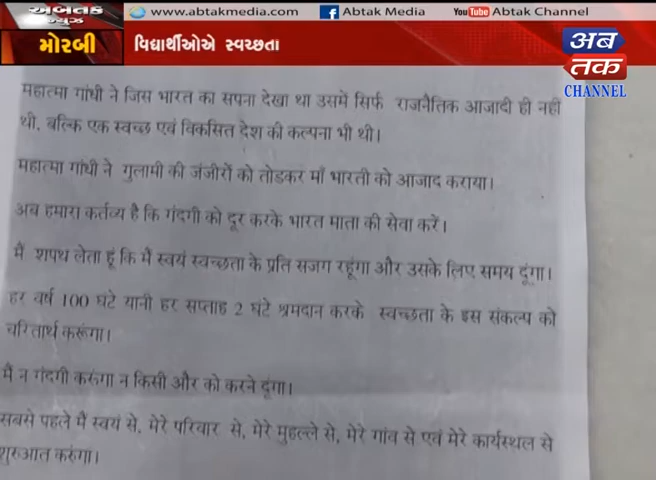 અબતક
ન્યુઝ
www.abtakmedia.com
Abtak Media
YouTube Abtak Channel
મોરબી
વિદ્યાર્થીઓએ સ્વચ્છતા
अब
तक
CHANNEL
महात्मा गांधी ने जिस भारत का सपना देखा था उसमें सिर्फ राजनैतिक आजादी ही नहीं
थी, बल्कि एक स्वच्छ एवं विकसित देश की कल्पना भी थी।
महात्मा गांधी ने गुलामी की जंजीरों को तोडकर माँ भारती को आजाद कराया।
अब हमारा कर्तव्य है कि गंदगी को दूर करके भारत माता की सेवा करें।
मैं शपथ लेता हूं कि मैं स्वयं स्वच्छता के प्रति सजग रहूंगा और उसके लिए समय दूंगा।
हर वर्ष 100 घंटे यानी हर सप्ताह 2 घंटे श्रमदान करके स्वच्छता के इस संकल्प को
चरितार्थ करूंगा।
मैं न गंदगी करूंगा न किसी और को करने दूंगा।
सबसे पहले मैं स्वयं से, मेरे परिवार से, मेरे मुहल्ले से, मेरे गांव से एवं मेरे कार्यस्थल से
शुरुआत करूंगा।